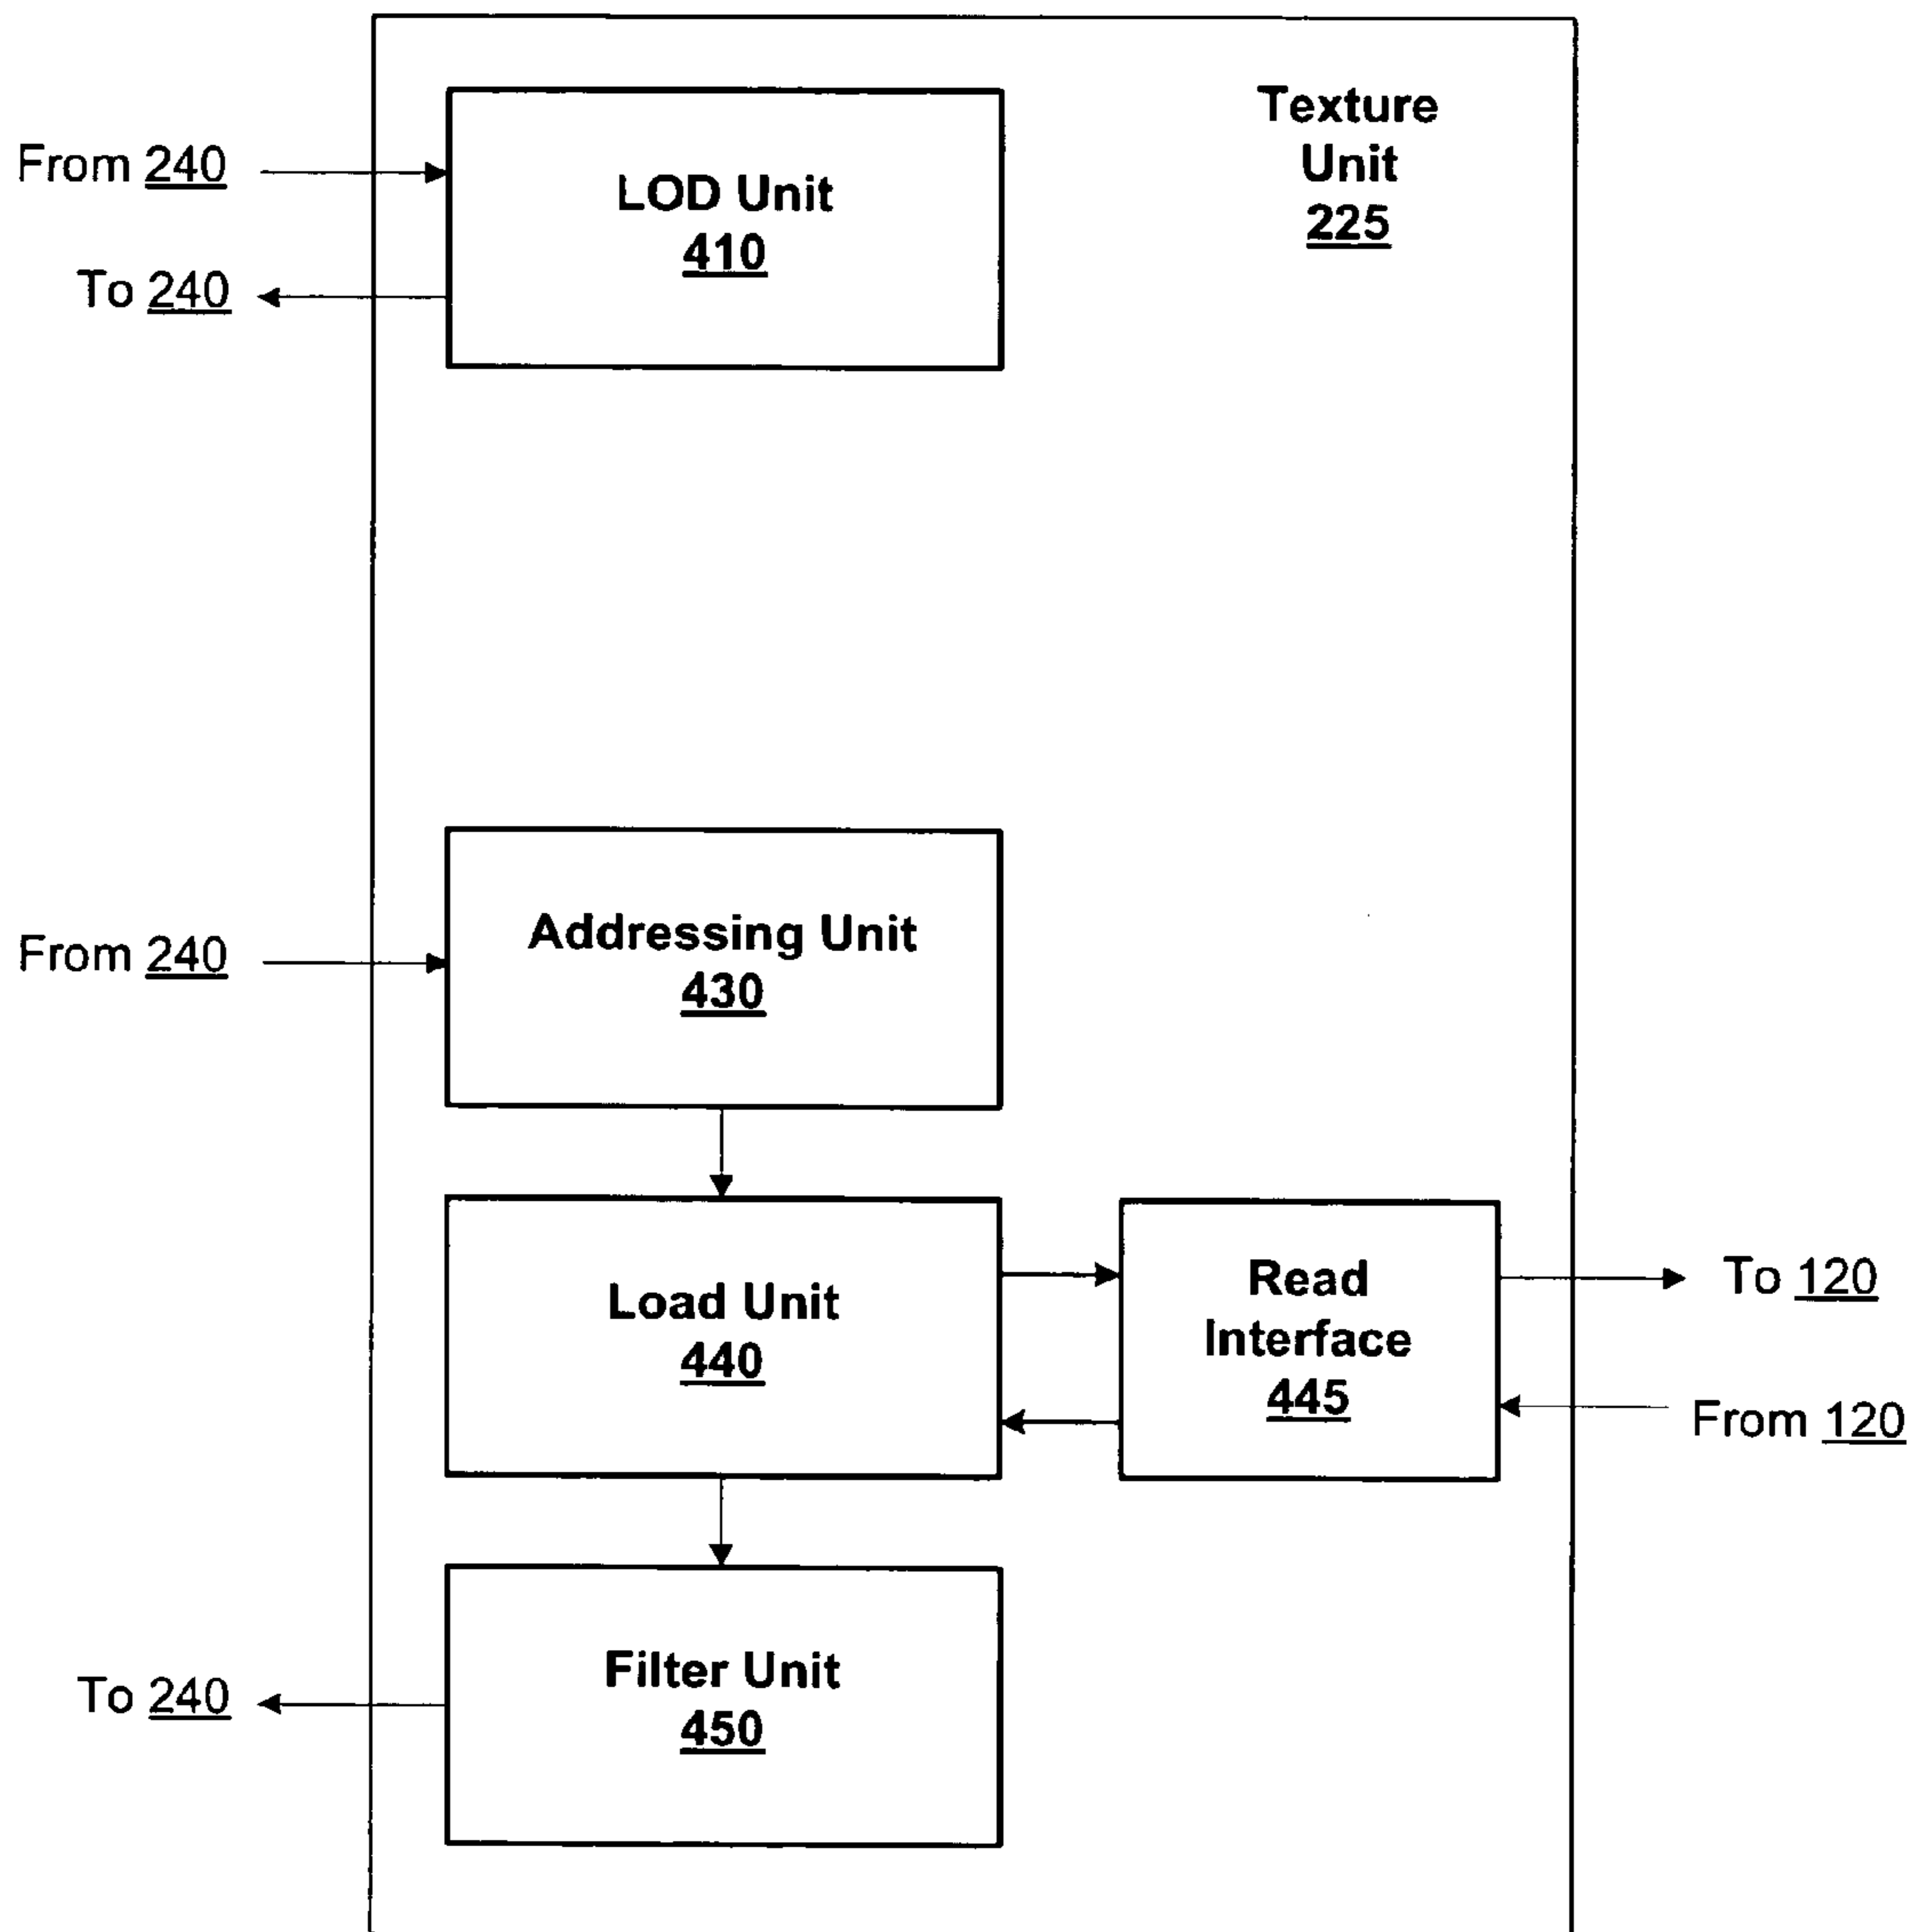 Texture
Unit
225
From 240
LOD Unit
410
To 240
From 240
Addressing Unit
430
Load Unit
440
Read
Interface
445
To 120
From 120
Filter Unit
450
To 240